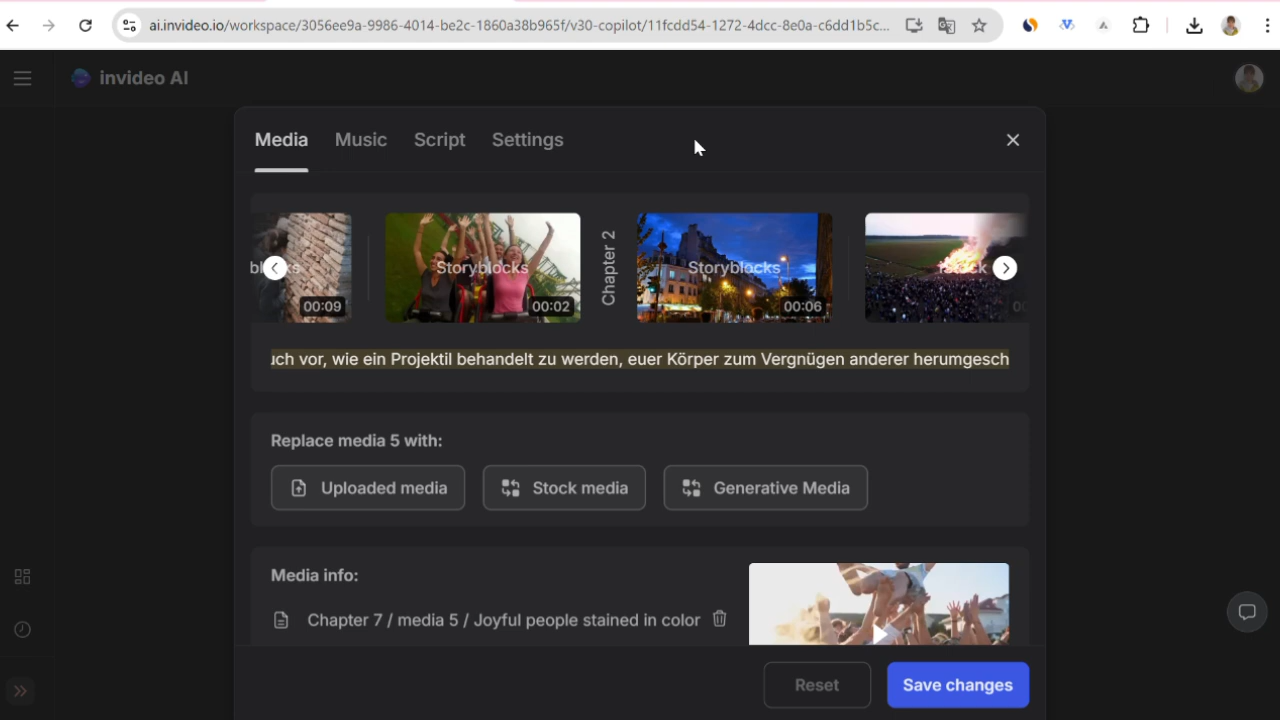 ai.invideo.io/workspace/3056ee9a-9986-4014-be2c-1860a38b965f/v30-copilot/11fcdd54-1272-4dcc-8e0a-c6dd1b5c...
invideo AI
Media Music Script Settings
Storyblocks
Chapter 2
Storyblocks
iStock
00:09
00:02
00:06
uch vor, wie ein Projektil behandelt zu werden, euer Körper zum Vergnügen anderer herumgesch
Replace media 5 with:
Uploaded media
Stock media
Generative Media
Media info:
Chapter 7 / media 5 / Joyful people stained in color
Reset
Save changes